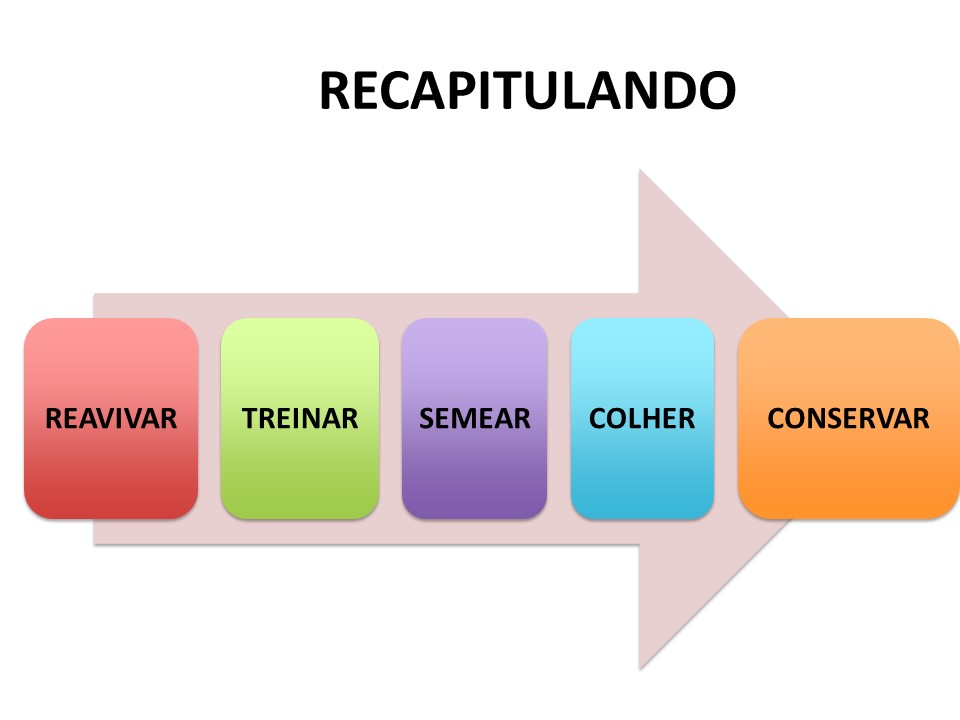 RECAPITULANDO
REAVIVAR
TREINAR
SEMEAR
COLHER
CONSERVAR